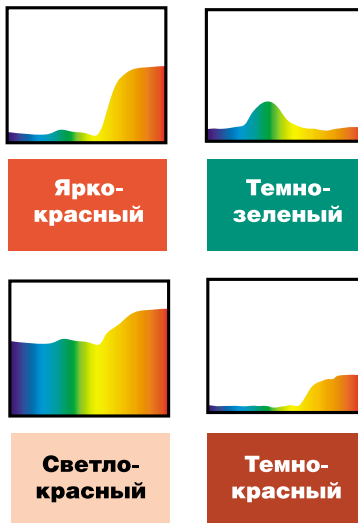 Ярко-
красный
Темно-
зеленый
Светло-
красный
Темно-
красный